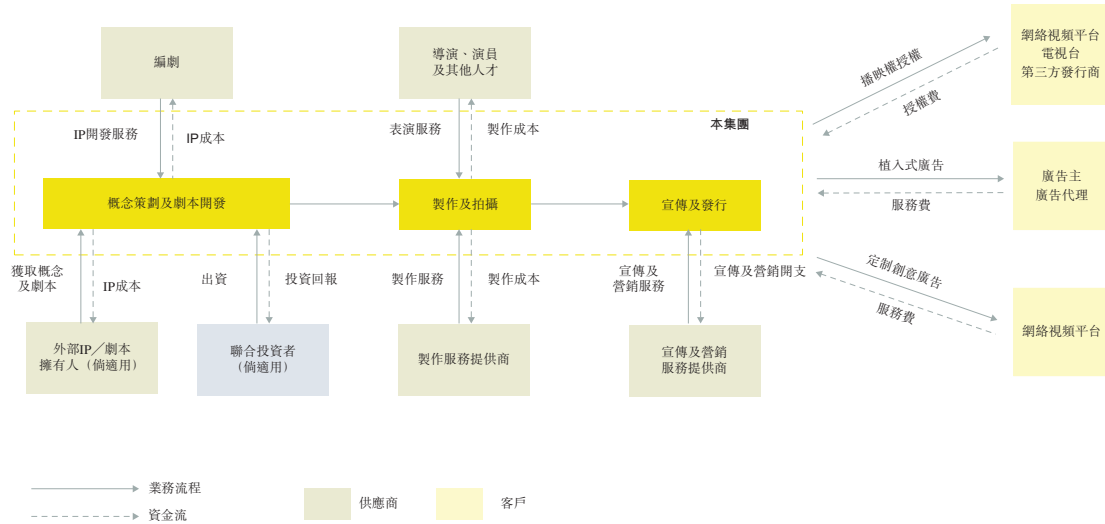 編劇
導演、演員
及其他人才
網絡視頻平台
電視台
第三方發行商
播映權授權
授權費
本集團
IP開發服務
IP成本
表演服務
製作成本
植入式廣告
服務費
廣告主
廣告代理
概念策劃及劇本開發
製作及拍攝
宣傳及發行
獲取概念
及劇本
IP成本
出資
投資回報
製作服務
製作成本
宣傳及
營銷服務
宣傳及營銷開支
定制創意廣告
服務費
網絡視頻平台
外部IP／劇本
擁有人（倘適用）
聯合投資者
（倘適用）
製作服務提供商
宣傳及營銷
服務提供商
業務流程
資金流
供應商
客戶